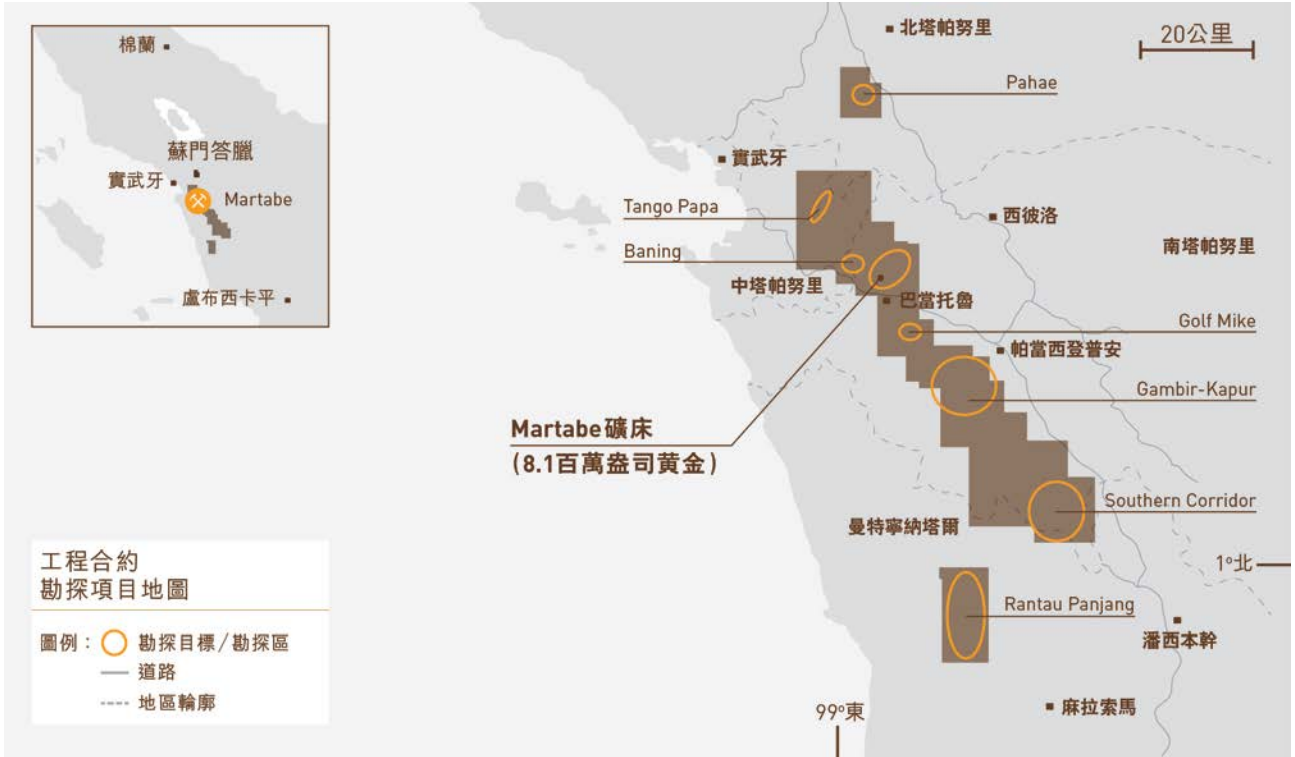 棉蘭
蘇門答臘
實武牙
Martabe
盧布西卡平
北塔帕努里
20公里
Pahae
實武牙
Tango Papa
西彼洛
Baning
南塔帕努里
中塔帕努里
巴當托魯
Golf Mike
帕當西登普安
Gambir-Kapur
Martabe礦床
(8.1百萬盎司黃金)
Southern Corridor
曼特寧納塔爾
1º北
Rantau Panjang
潘西本幹
麻拉索馬
99º東
工程合約
勘探項目地圖
圖例：
勘探目標/勘探區
道路
地區輪廓